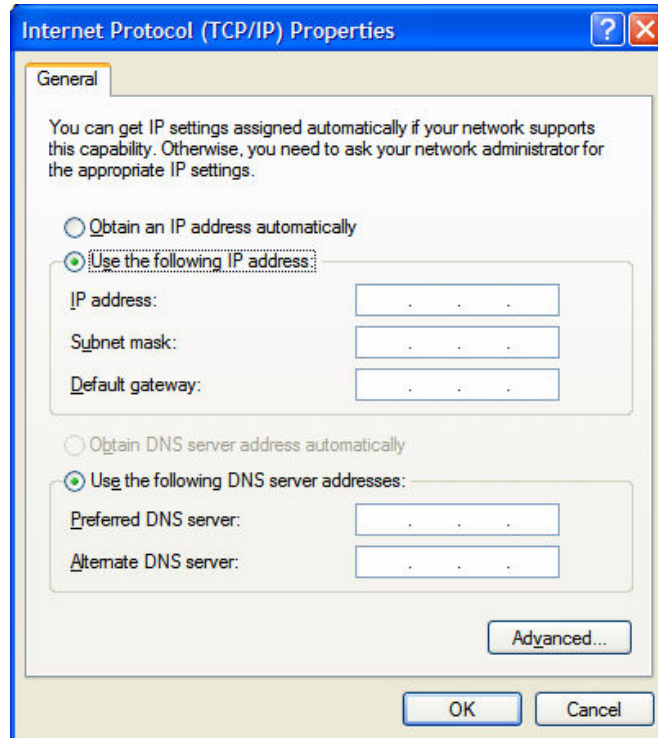 Internet Protocol (TCP/IP) Properties
General
You can get IP settings assigned automatically if your network supports
this capability. Otherwise, you need to ask your network administrator for
the appropriate IP settings.
Obtain an IP address automatically
Use the following IP address:
IP address:
Subnet mask:
Default gateway:
Obtain DNS server address automatically
Use the following DNS server addresses:
Preferred DNS server:
Alternate DNS server:
Advanced...
OK Cancel